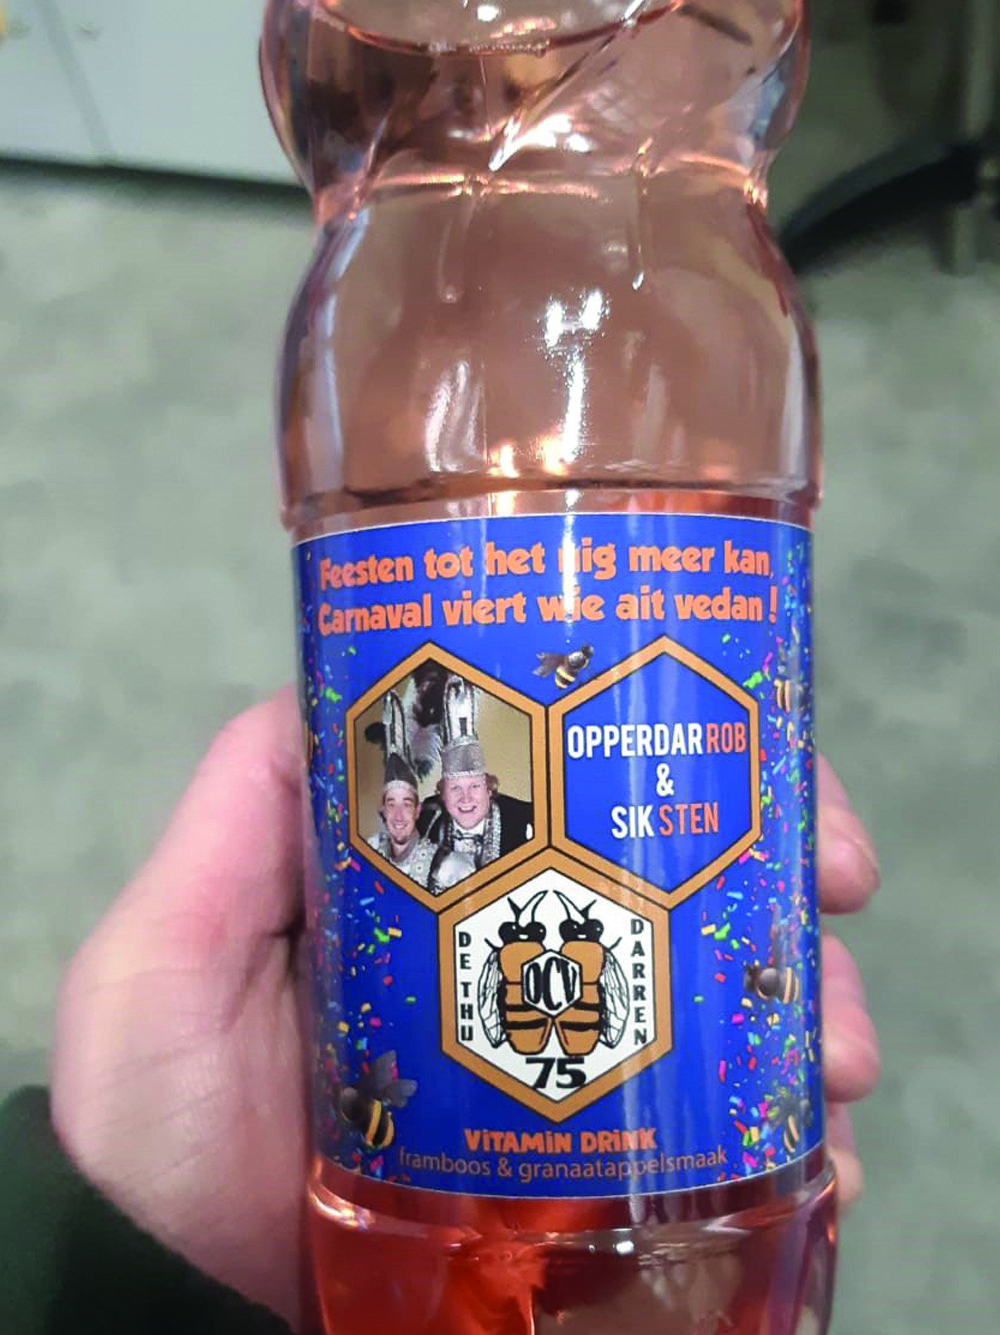 Feesten tot het nig meer kan,
Carnaval viert wie ait vedan!
OPPERDAR ROB
&
SIK STEN
DE THU
DARREN
OCV
75
ViTAMiN DRiNK
framboos & granaatappelsmaak